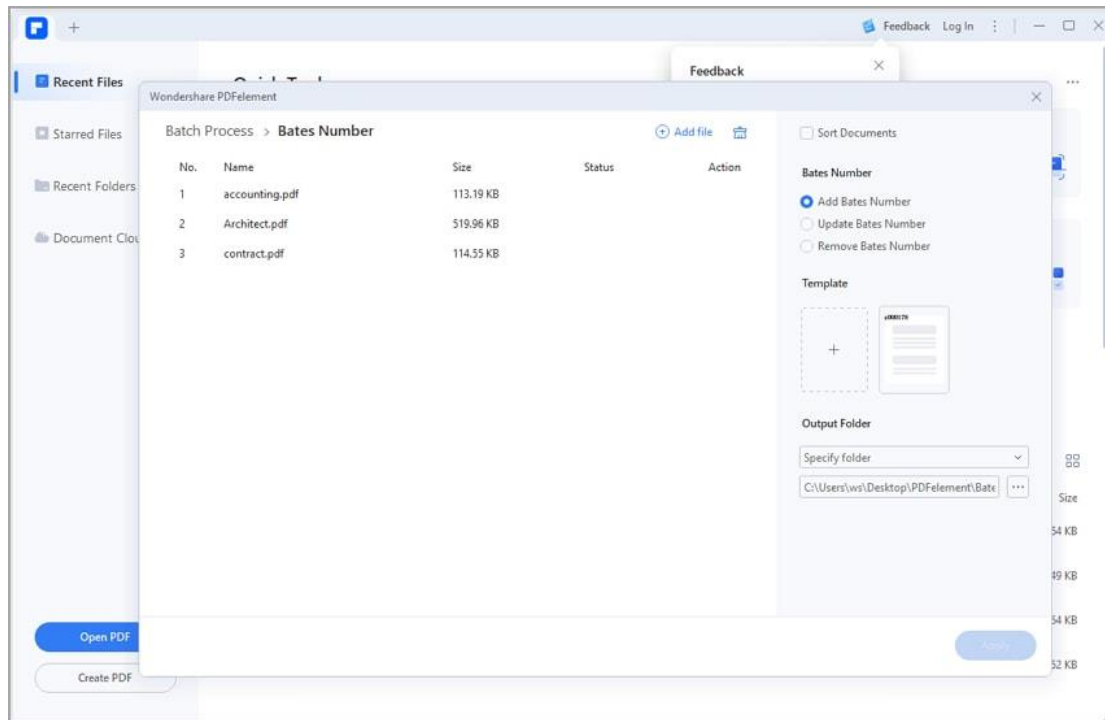 Feedback Log In
Feedback
Recent Files
Starred Files
Recent Folders
Document Clou
Wondershare PDFelement
Batch Process > Bates Number
Add file
No. Name Size Status Action
1 accounting.pdf 113.19 KB
2 Architect.pdf 519.96 KB
3 contract.pdf 114.55 KB
Sort Documents
Bates Number
Add Bates Number
Update Bates Number
Remove Bates Number
Template
+
Output Folder
Specify folder
C:\Users\ws\Desktop\PDFelement\Bate
Apply
Size
54 KB
49 KB
54 KB
52 KB
Open PDF
Create PDF